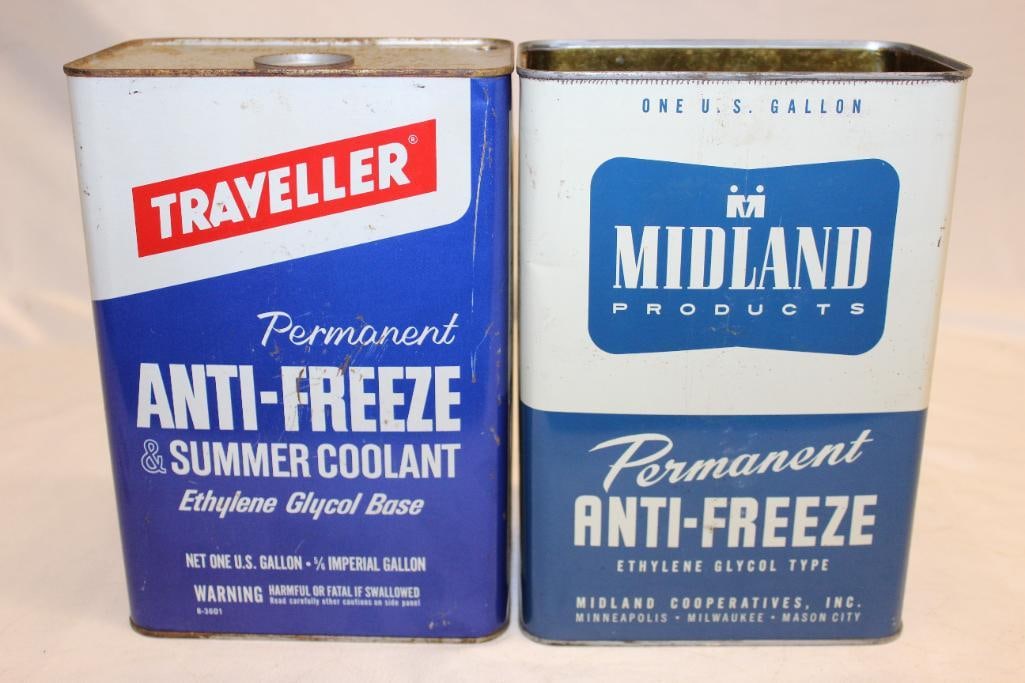 TRAVELLER®
Permanent
ANTI-FREEZE
& SUMMER COOLANT
Ethylene Glycol Base
NET ONE U.S. GALLON • 5/6 IMPERIAL GALLON
WARNING HARMFUL OR FATAL IF SWALLOWED
Read carefully other cautions on side panel
8-3601
ONE U.S. GALLON
M
MIDLAND
PRODUCTS
Permanent
ANTI-FREEZE
ETHYLENE GLYCOL TYPE
MIDLAND COOPERATIVES, INC.
MINNEAPOLIS • MILWAUKEE • MASON CITY